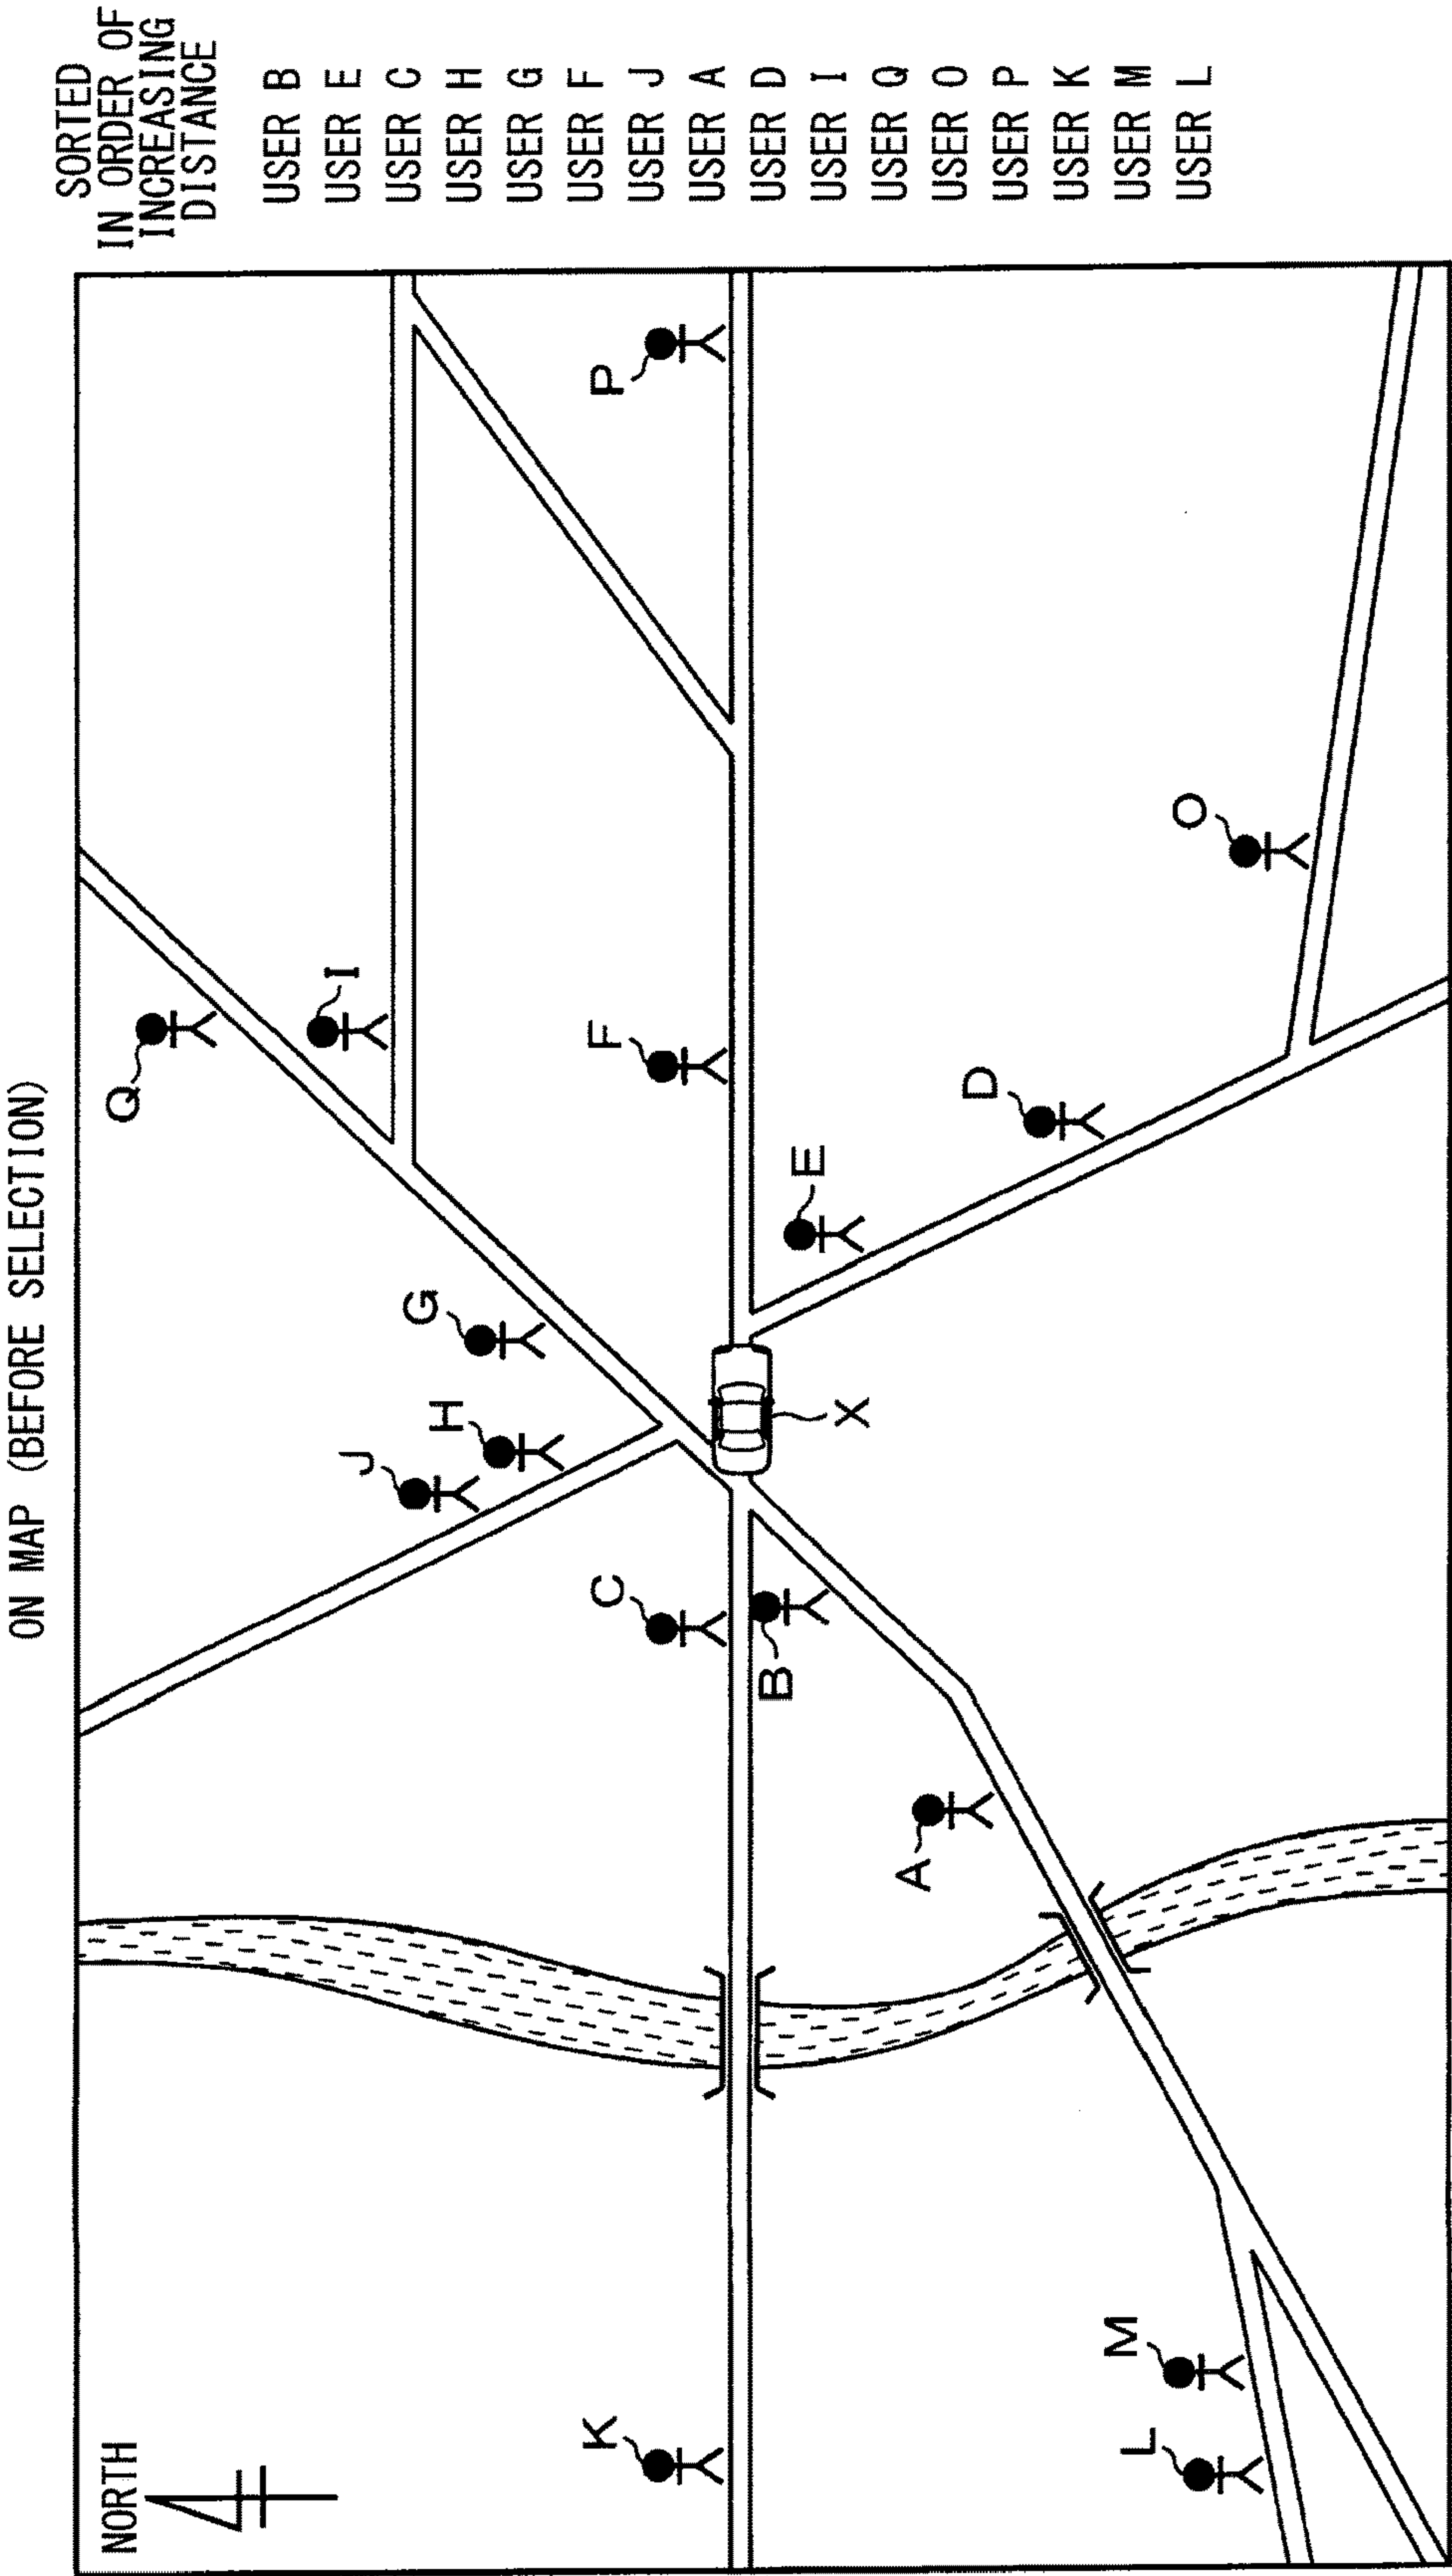 ON MAP (BEFORE SELECTION)
SORTED
IN ORDER OF
INCREASING
DISTANCE
USER B
USER E
USER C
USER H
USER G
USER F
USER J
USER A
USER D
USER I
USER Q
USER O
USER P
USER K
USER M
USER L
NORTH
Q
I
J
H
G
K
C
F
P
B
X
E
A
D
L
M
O